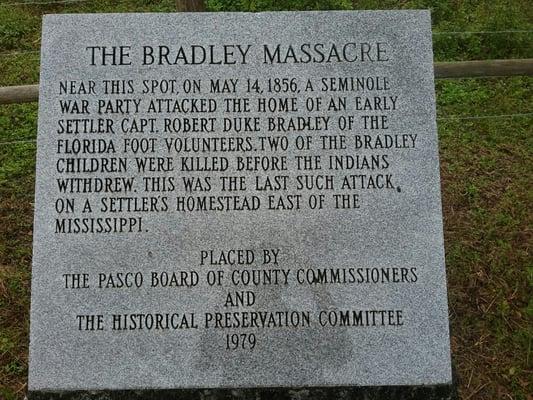 THE BRADLEY MASSACRE
NEAR THIS SPOT, ON MAY 14, 1856, A SEMINOLE
WAR PARTY ATTACKED THE HOME OF AN EARLY
SETTLER CAPT. ROBERT DUKE BRADLEY OF THE
FLORIDA FOOT VOLUNTEERS. TWO OF THE BRADLEY
CHILDREN WERE KILLED BEFORE THE INDIANS
WITHDREW. THIS WAS THE LAST SUCH ATTACK
ON A SETTLER'S HOMESTEAD EAST OF THE
MISSISSIPPI.
PLACED BY
THE PASCO BOARD OF COUNTY COMMISSIONERS
AND
THE HISTORICAL PRESERVATION COMMITTEE
1979